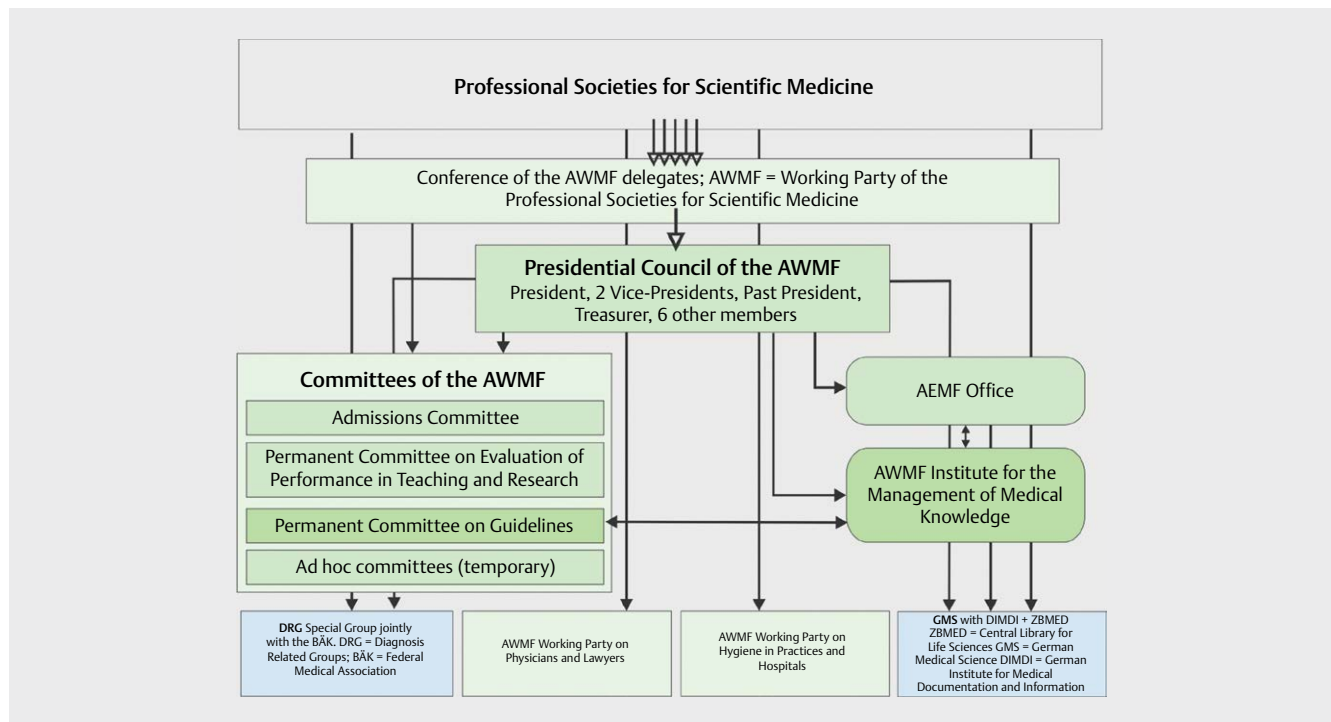 Professional Societies for Scientific Medicine
Conference of the AWMF delegates; AWMF = Working Party of the
Professional Societies for Scientific Medicine
Presidential Council of the AWMF
President, 2 Vice-Presidents, Past President,
Treasurer, 6 other members
Committees of the AWMF
Admissions Committee
Permanent Committee on Evaluation of
Performance in Teaching and Research
Permanent Committee on Guidelines
Ad hoc committees (temporary)
AEMF Office
AWMF Institute for the
Management of Medical
Knowledge
DRG Special Group jointly
with the BÄK. DRG = Diagnosis
Related Groups; BÄK = Federal
Medical Association
AWMF Working Party on
Physicians and Lawyers
AWMF Working Party on
Hygiene in Practices and
Hospitals
GMS with DIMDI + ZBMED
ZBMED = Central Library for
Life Sciences GMS = German
Medical Science DIMDI = German
Institute for Medical
Documentation and Information